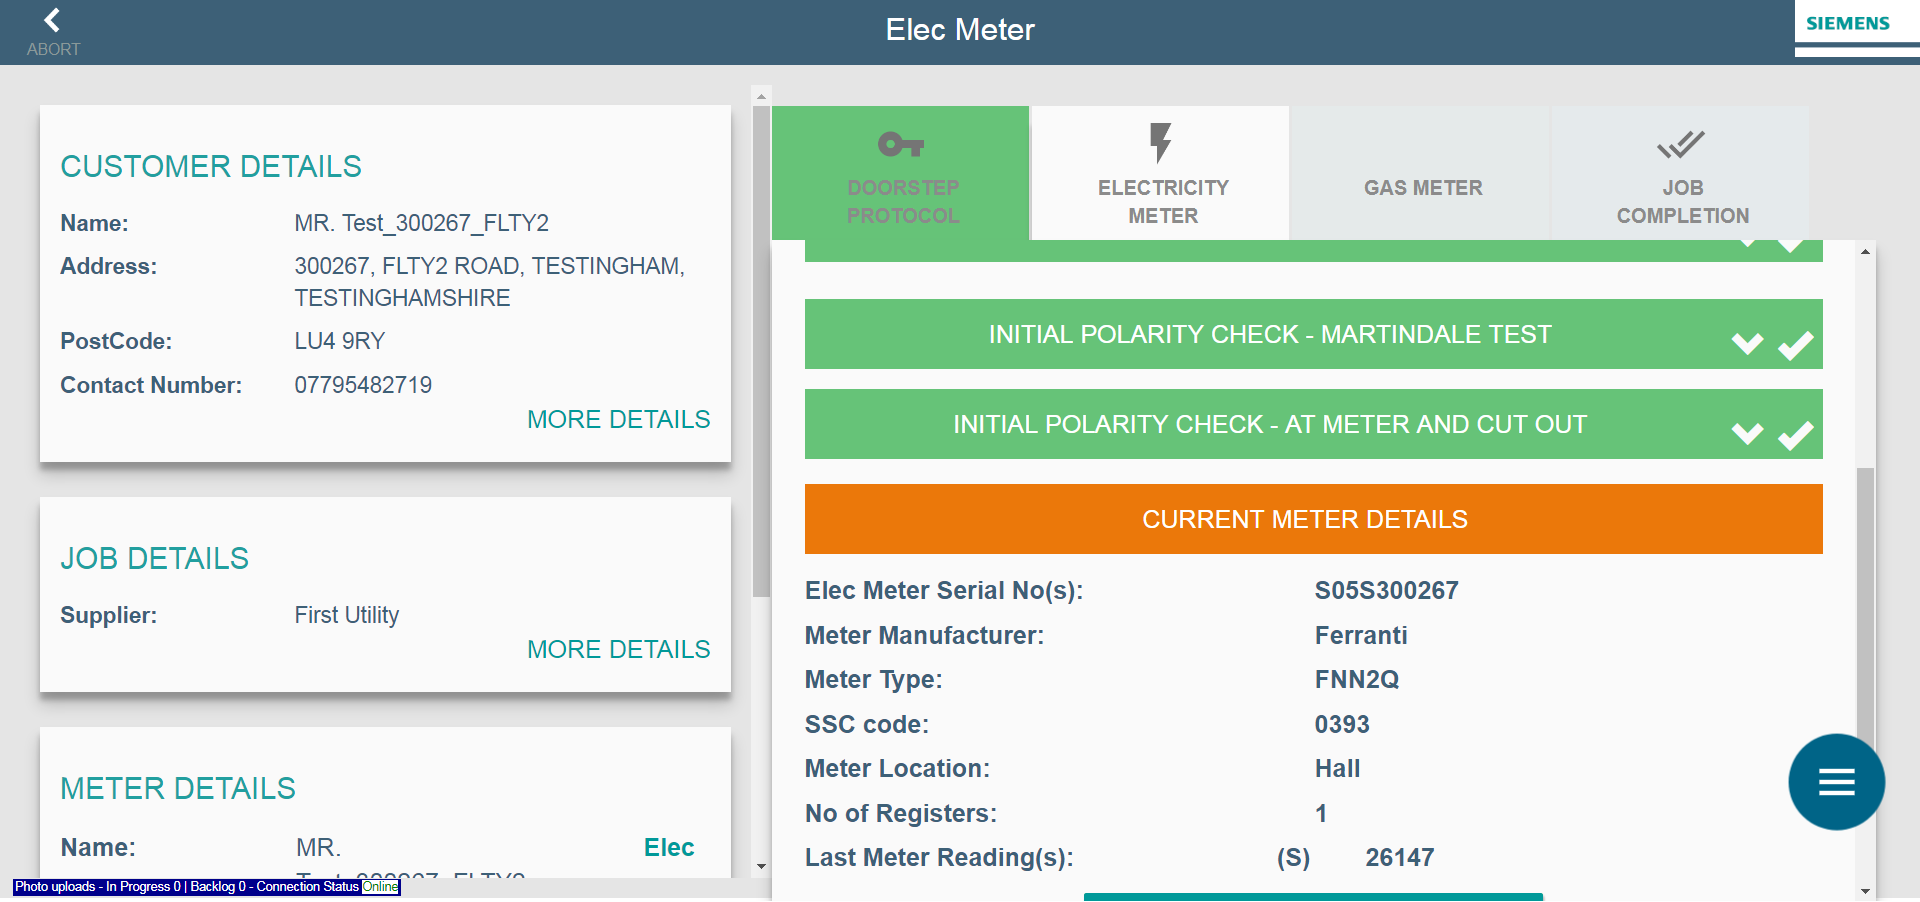 ABORT
Elec Meter
SIEMENS
CUSTOMER DETAILS
Name: MR. Test_300267_FLTY2
Address: 300267, FLTY2 ROAD, TESTINGHAM,
TESTINGHAMSHIRE
PostCode: LU4 9RY
Contact Number: 07795482719
MORE DETAILS
JOB DETAILS
Supplier: First Utility
MORE DETAILS
METER DETAILS
Name: MR. Elec
Photo uploads - In Progress 0 | Backlog 0 - Connection Status Online
DOORSTEP
PROTOCOL
ELECTRICITY
METER
GAS METER
JOB
COMPLETION
INITIAL POLARITY CHECK - MARTINDALE TEST
INITIAL POLARITY CHECK - AT METER AND CUT OUT
CURRENT METER DETAILS
Elec Meter Serial No(s): S05S300267
Meter Manufacturer: Ferranti
Meter Type: FNN2Q
SSC code: 0393
Meter Location: Hall
No of Registers: 1
Last Meter Reading(s): (S) 26147